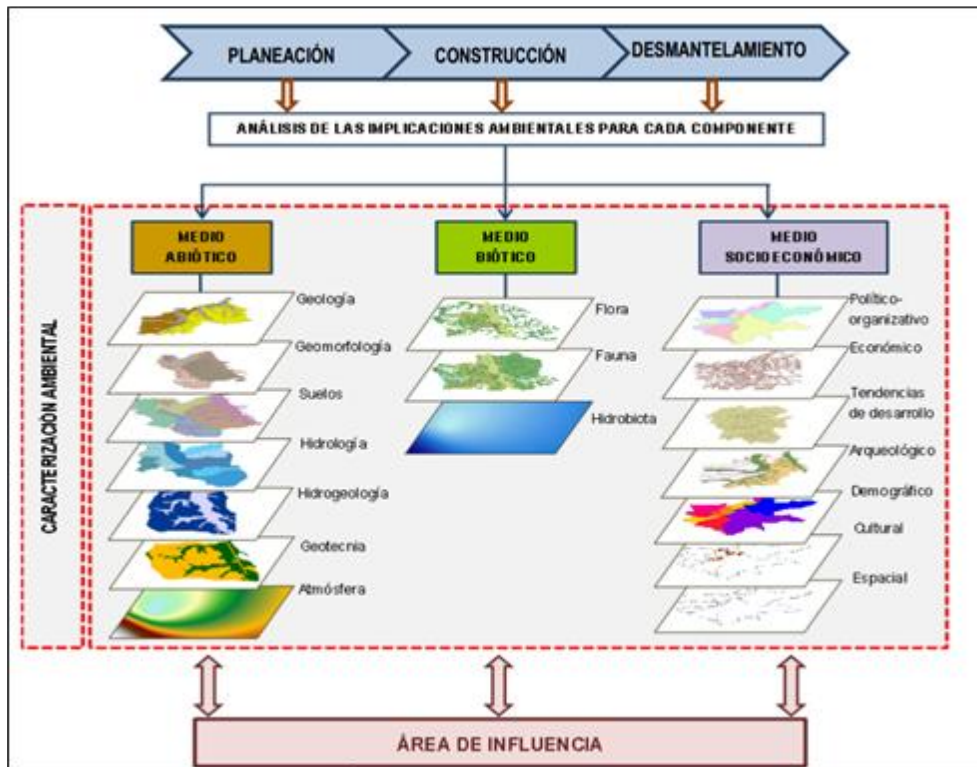 PLANEACIÓN
CONSTRUCCIÓN
DESMANTELAMIENTO
ANÁLISIS DE LAS IMPLICACIONES AMBIENTALES PARA CADA COMPONENTE
CARACTERIZACIÓN AMBIENTAL
MEDIO
ABIÓTICO
Geología
Geomorfología
Suelos
Hidrología
Hidrogeología
Geotecnia
Atmósfera
MEDIO
BIÓTICO
Flora
Fauna
Hidrobiota
MEDIO
SOCIOECONÓMICO
Político-
organizativo
Económico
Tendencias
de desarrollo
Arqueológico
Demográfico
Cultural
Espacial
ÁREA DE INFLUENCIA